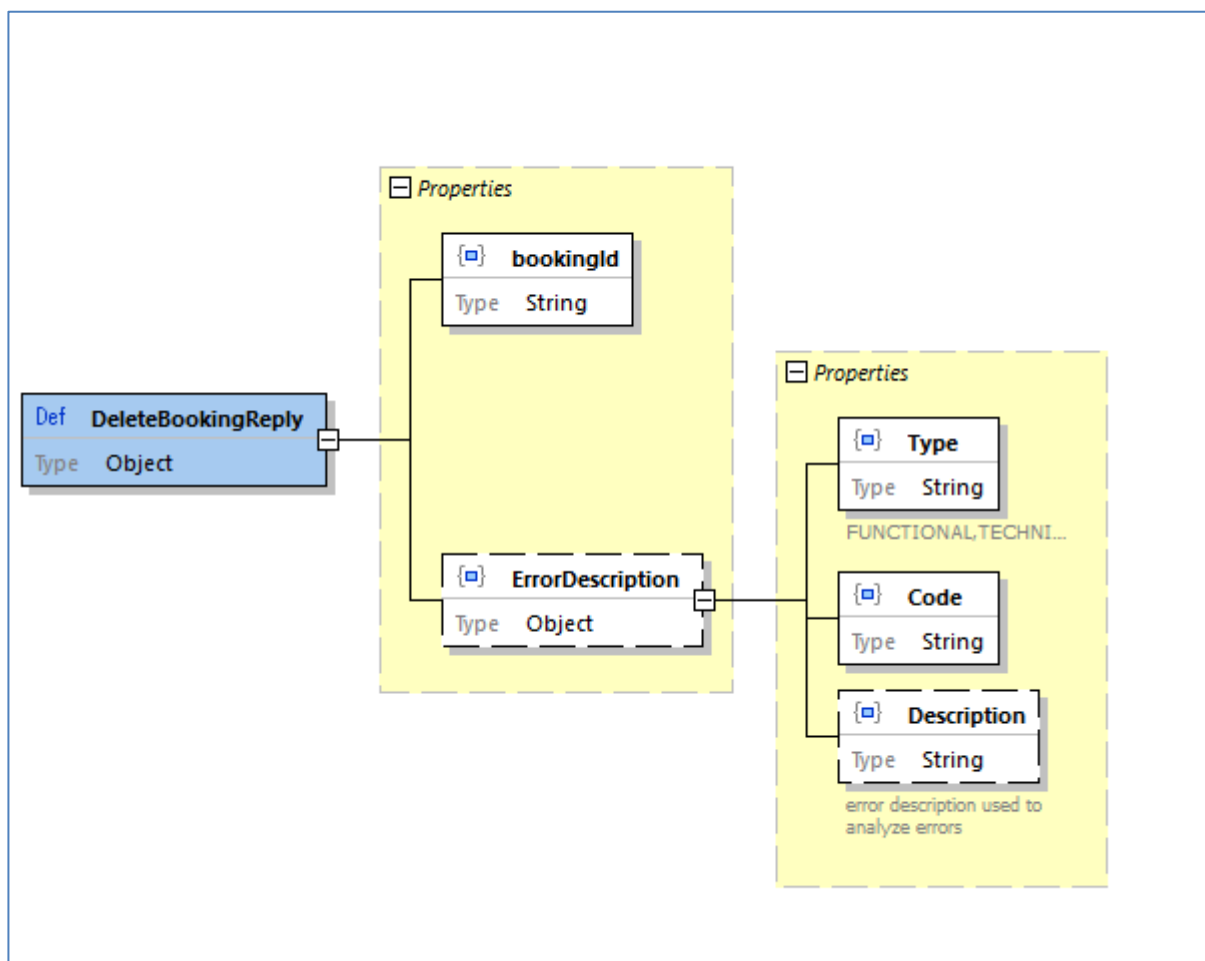 Properties
bookingId
Type String
Properties
Def DeleteBookingReply
Type Object
Type
Type String
FUNCTIONAL,TECHNI...
ErrorDescription
Type Object
Code
Type String
Description
Type String
error description used to
analyze errors